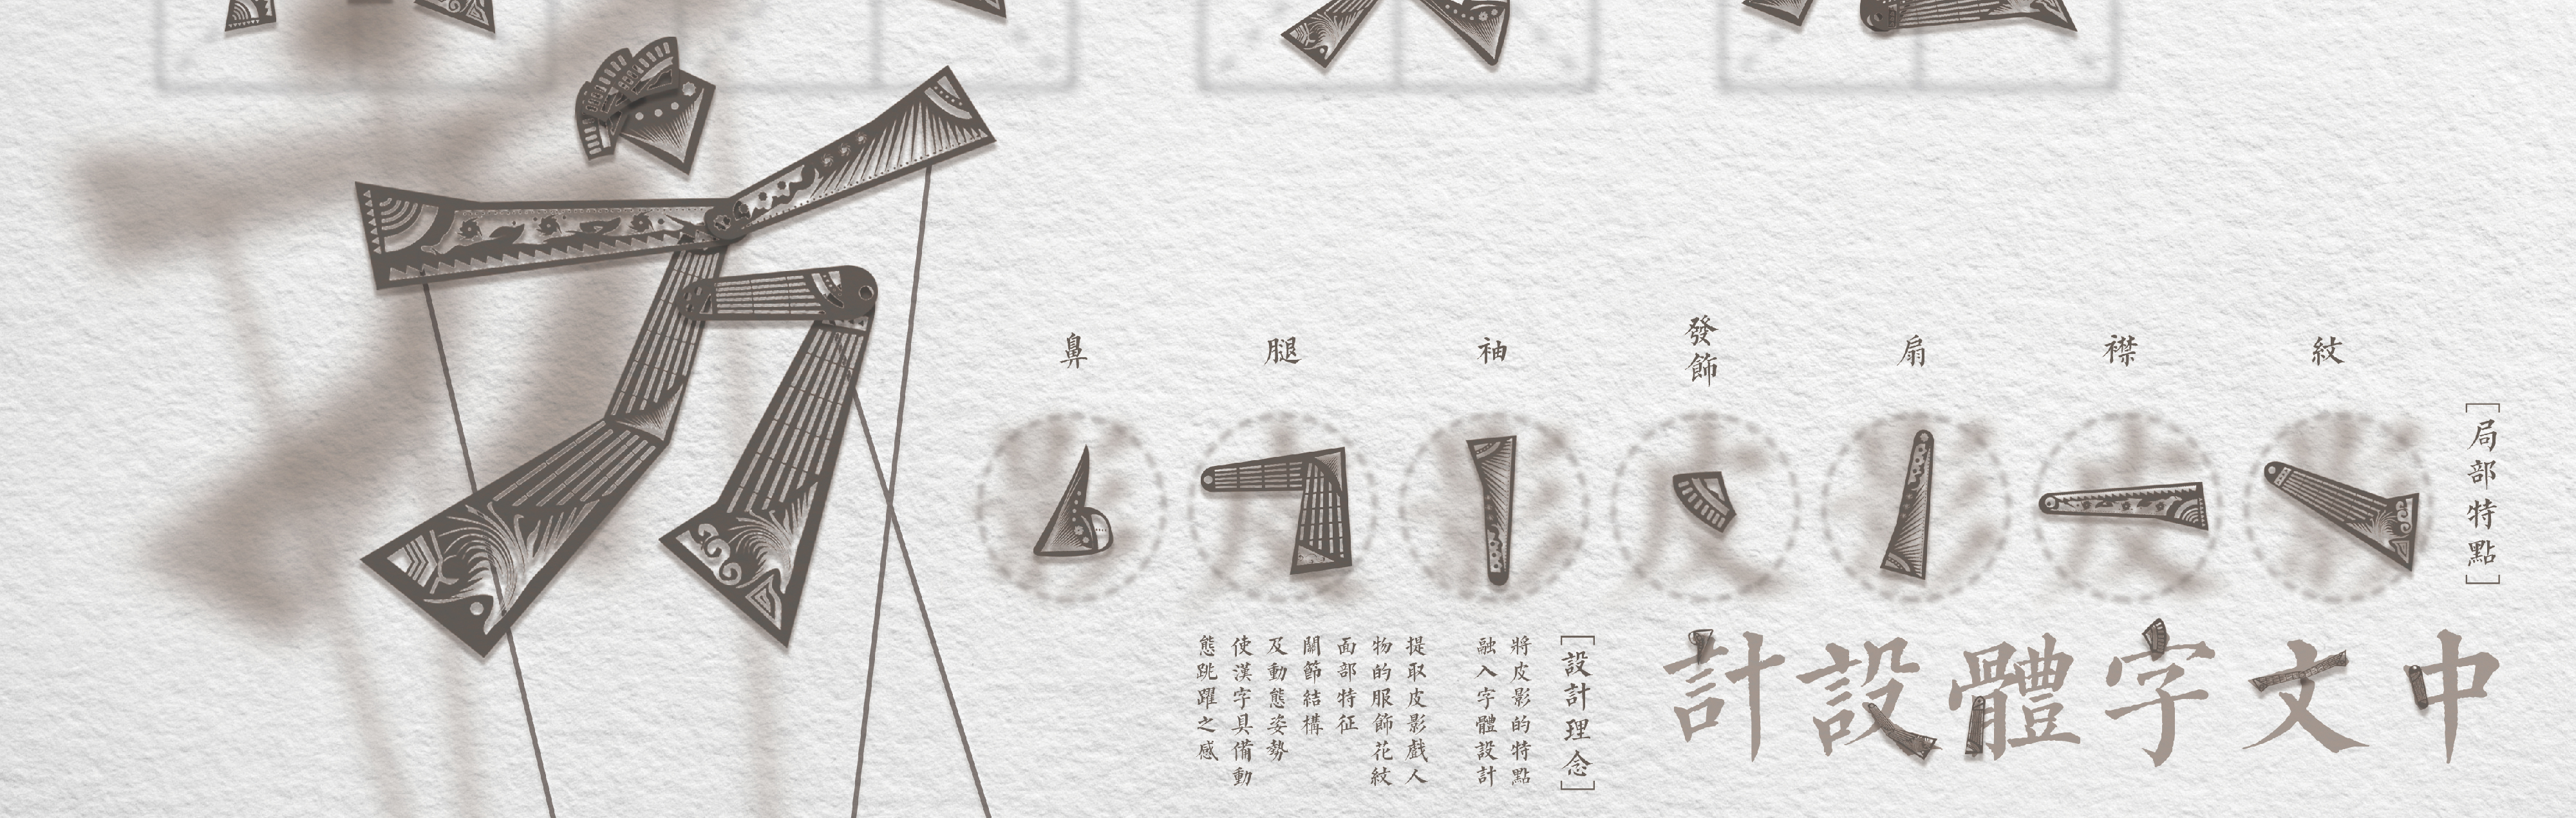 方
[局部特點]
紋
襟
扇
發飾
袖
腿
鼻
中文字體設計
[設計理念]
將皮影的特點
融入字體設計
提取皮影戲人
物的服飾花紋
面部特征
關節結構
及動態姿勢
使漢字具備動
態跳躍之感